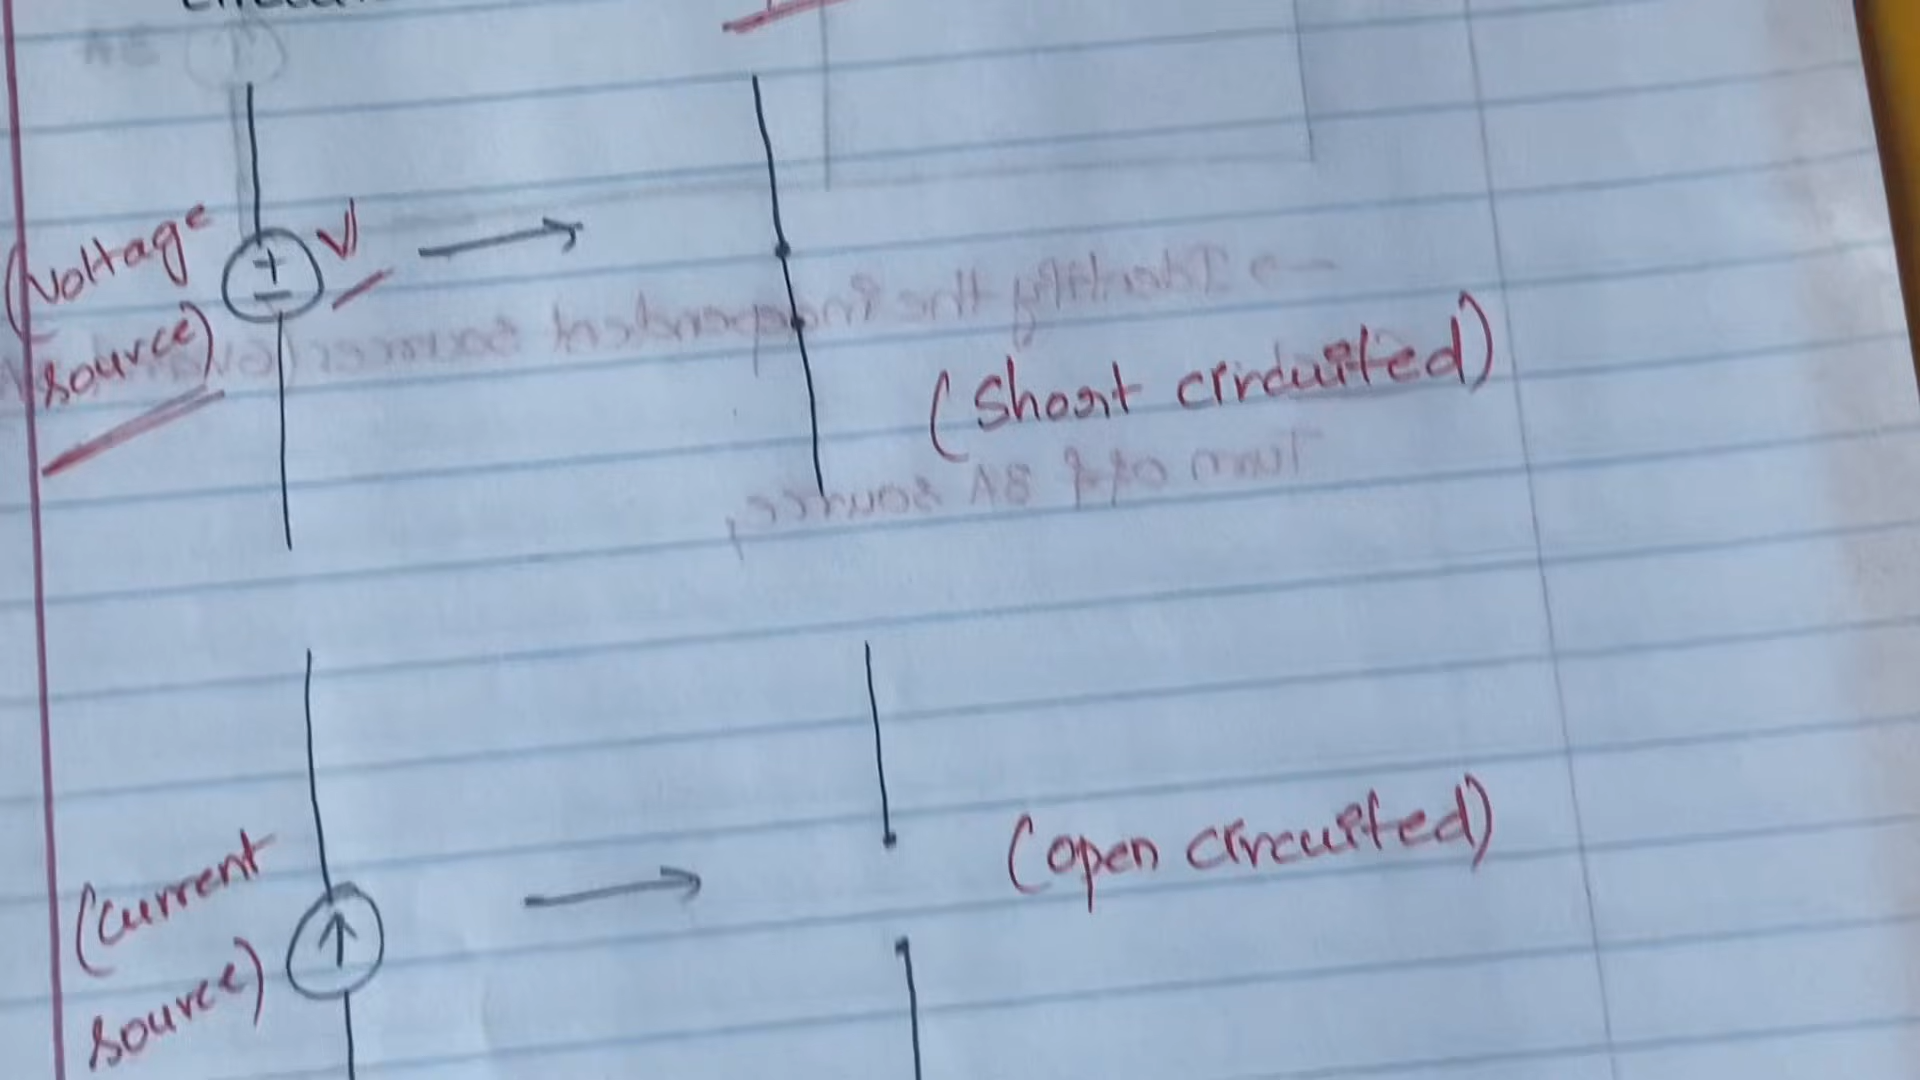 (voltage
source)
+
−
V
(Short circuited)
(current
source)
(open circuited)